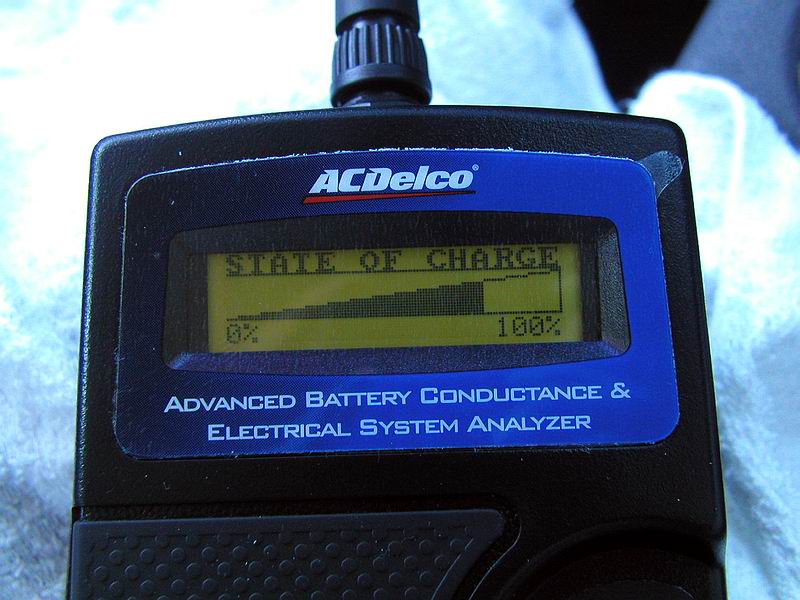 ACDelco®
STATE OF CHARGE
0% 100%
ADVANCED BATTERY CONDUCTANCE &
ELECTRICAL SYSTEM ANALYZER